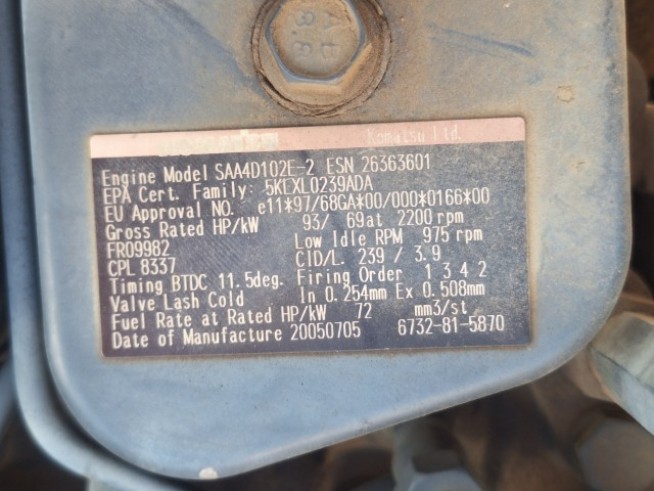 Komatsu Ltd.
Engine Model SAA4D102E-2 ESN 26363601
EPA Cert. Family: 5KEXL0239ADA
EU Approval NO. e11*97/68GA*00/000*0166*00
Gross Rated HP/kW 93/ 69at 2200 rpm
FR09982 Low Idle RPM 975 rpm
CPL 8337 CID/L. 239 / 3.9
Timing BTDC 11.5deg. Firing Order 1 3 4 2
Valve Lash Cold In 0.254mm Ex 0.508mm
Fuel Rate at Rated HP/kW 72 mm3/st
Date of Manufacture 20050705 6732-81-5870